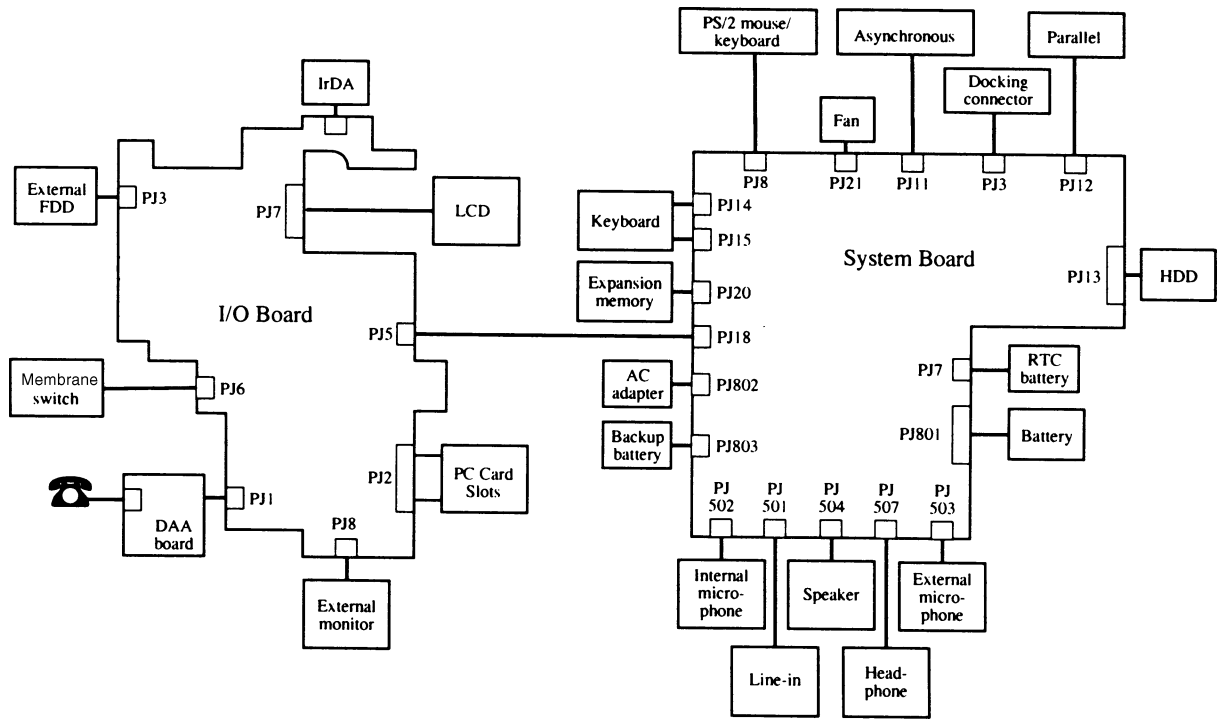 PS/2 mouse/
keyboard
Asynchronous
Parallel
IrDA
Docking
connector
Fan
External
FDD
PJ3
PJ7
LCD
PJ8
PJ21
PJ11
PJ3
PJ12
Keyboard
PJ14
PJ15
System Board
PJ13
HDD
Expansion
memory
PJ20
I/O Board
PJ5
PJ18
Membrane
switch
PJ6
AC
adapter
PJ802
PJ7
RTC
battery
Backup
battery
PJ803
PJ801
Battery
PJ2
PC Card
Slots
DAA
board
PJ1
PJ8
External
monitor
PJ
502
PJ
501
PJ
504
PJ
507
PJ
503
Internal
micro-
phone
Speaker
External
micro-
phone
Line-in
Head-
phone